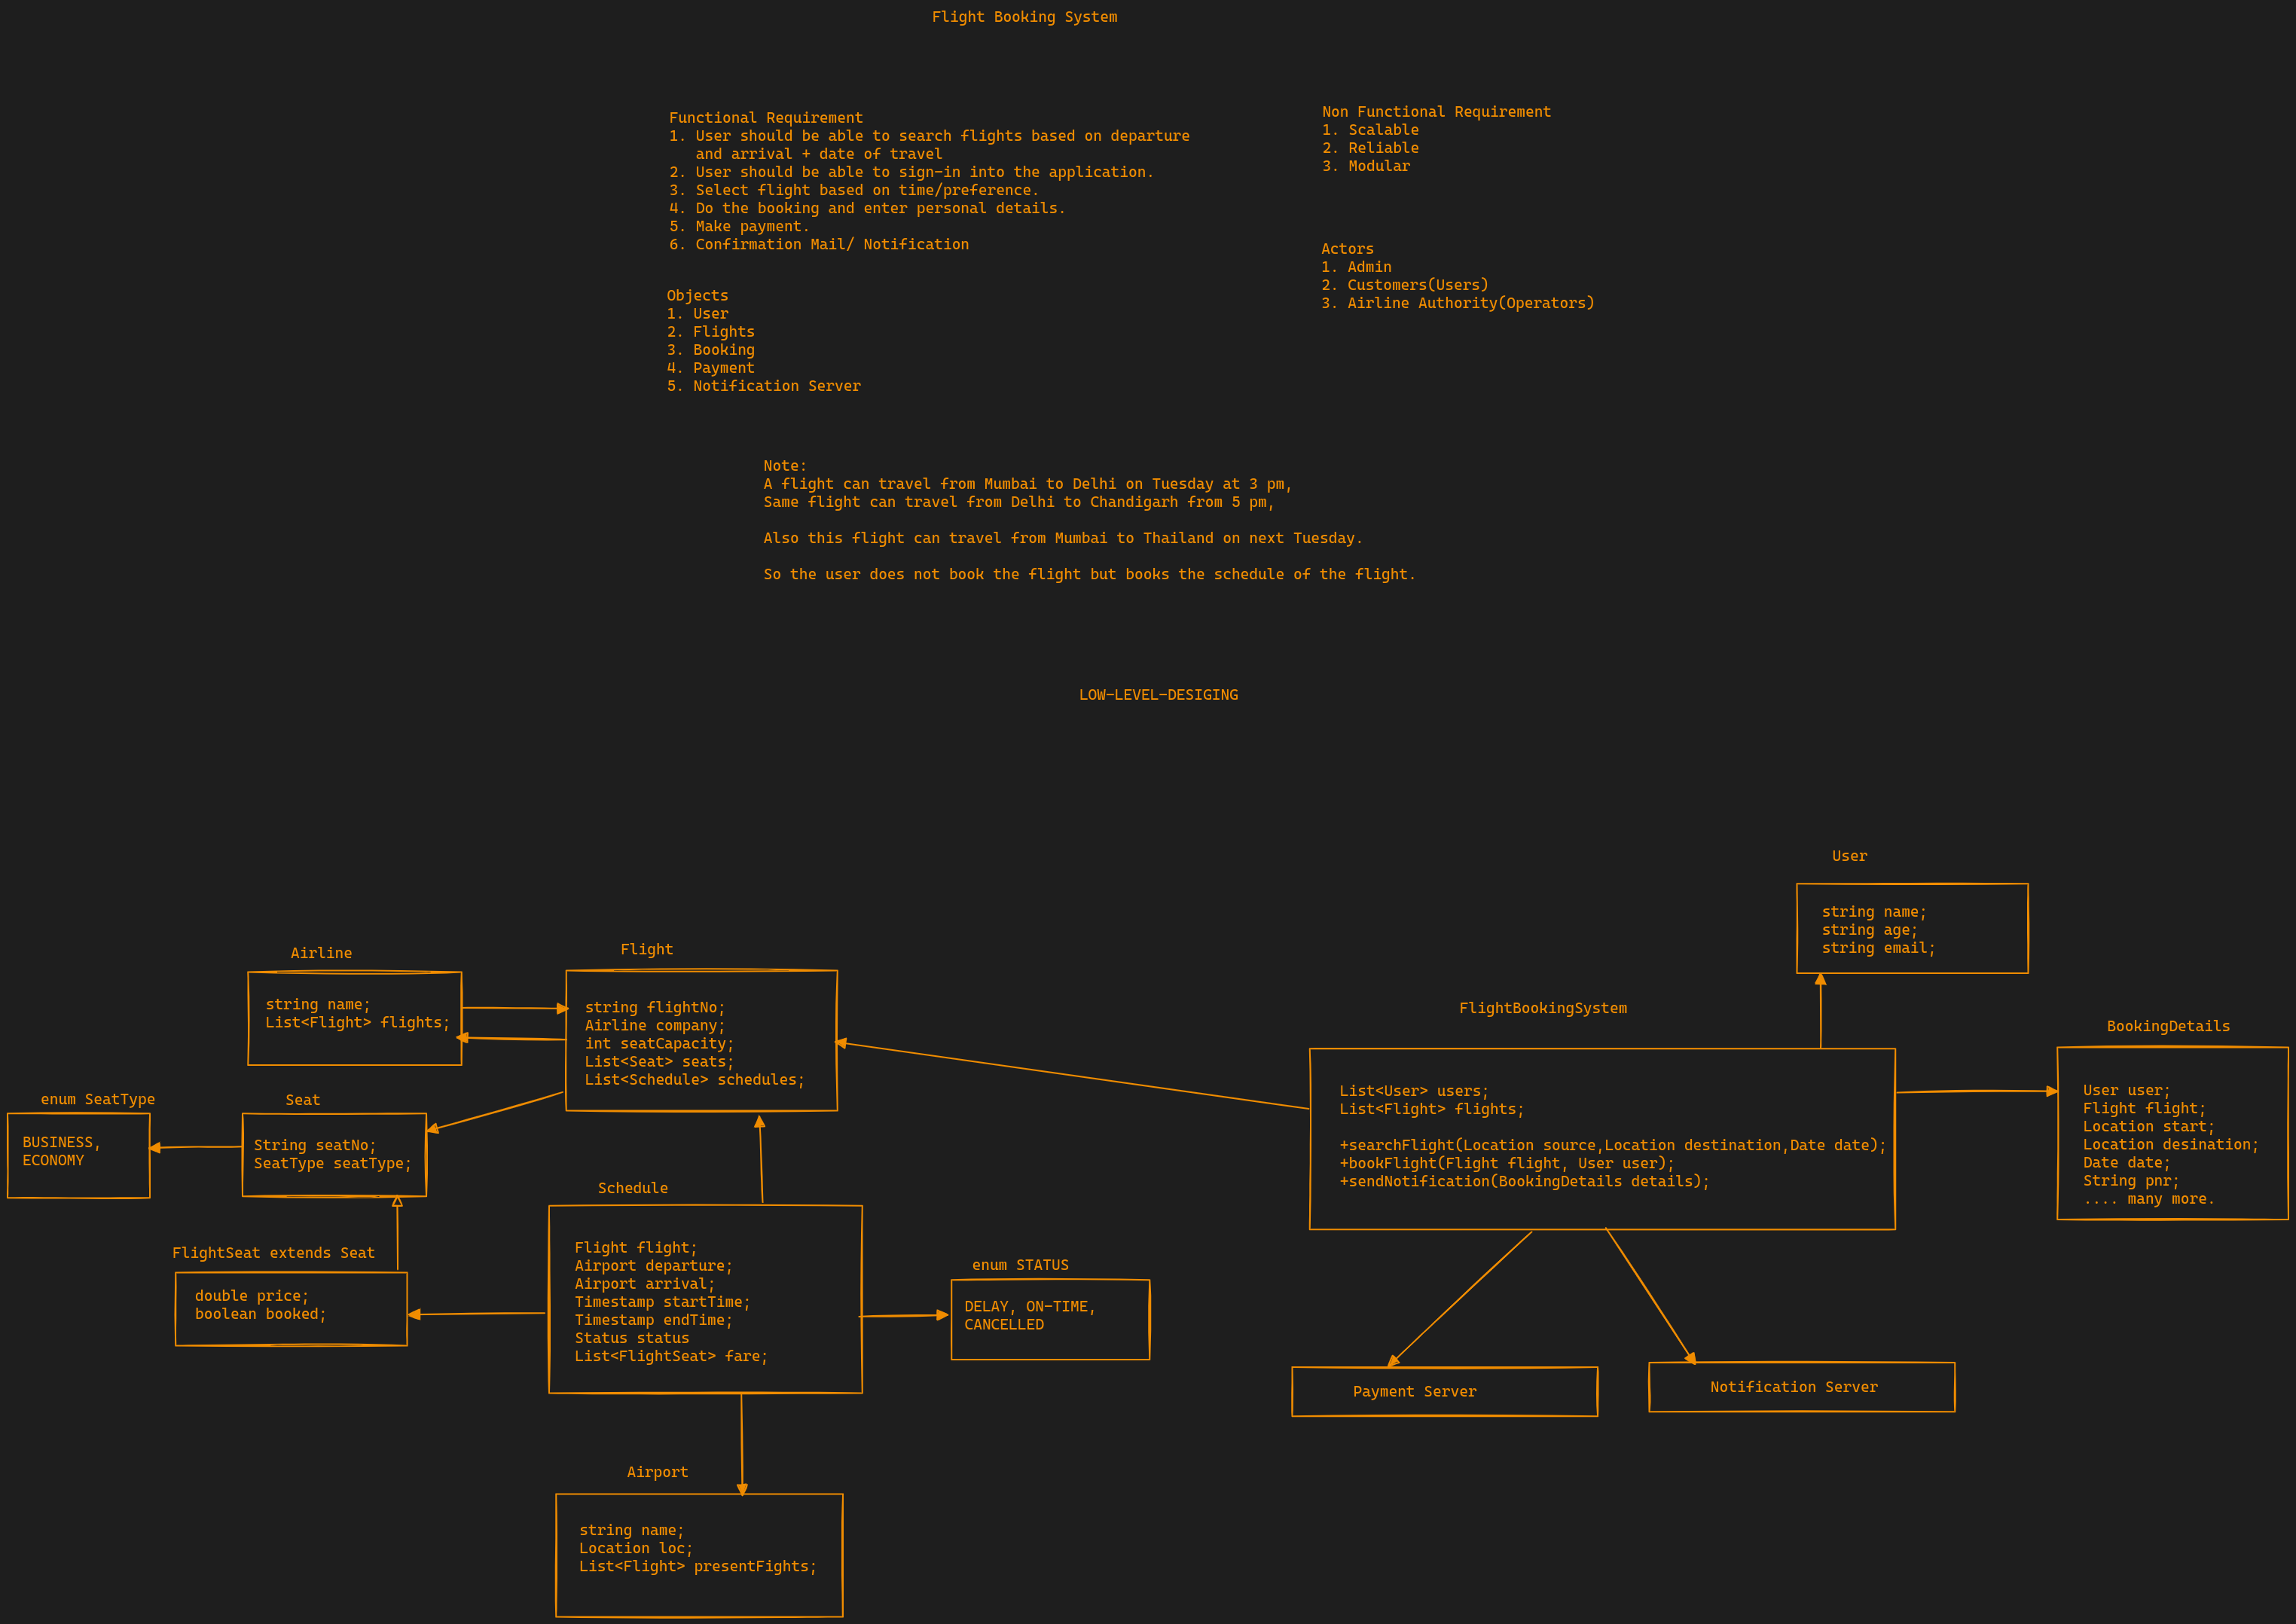 Flight Booking System
Functional Requirement
1. User should be able to search flights based on departure
and arrival + date of travel
2. User should be able to sign-in into the application.
3. Select flight based on time/preference.
4. Do the booking and enter personal details.
5. Make payment.
6. Confirmation Mail/ Notification
Non Functional Requirement
1. Scalable
2. Reliable
3. Modular
Actors
1. Admin
2. Customers(Users)
3. Airline Authority(Operators)
Objects
1. User
2. Flights
3. Booking
4. Payment
5. Notification Server
Note:
A flight can travel from Mumbai to Delhi on Tuesday at 3 pm,
Same flight can travel from Delhi to Chandigarh from 5 pm,
Also this flight can travel from Mumbai to Thailand on next Tuesday.
So the user does not book the flight but books the schedule of the flight.
LOW-LEVEL-DESIGING
User
string name;
string age;
string email;
Airline
string name;
List<Flight> flights;
Flight
string flightNo;
Airline company;
int seatCapacity;
List<Seat> seats;
List<Schedule> schedules;
FlightBookingSystem
List<User> users;
List<Flight> flights;
+searchFlight(Location source,Location destination,Date date);
+bookFlight(Flight flight, User user);
+sendNotification(BookingDetails details);
BookingDetails
User user;
Flight flight;
Location start;
Location desination;
Date date;
String pnr;
.... many more.
enum SeatType
BUSINESS,
ECONOMY
Seat
String seatNo;
SeatType seatType;
Schedule
Flight flight;
Airport departure;
Airport arrival;
Timestamp startTime;
Timestamp endTime;
Status status
List<FlightSeat> fare;
FlightSeat extends Seat
double price;
boolean booked;
enum STATUS
DELAY, ON-TIME,
CANCELLED
Payment Server
Notification Server
Airport
string name;
Location loc;
List<Flight> presentFights;